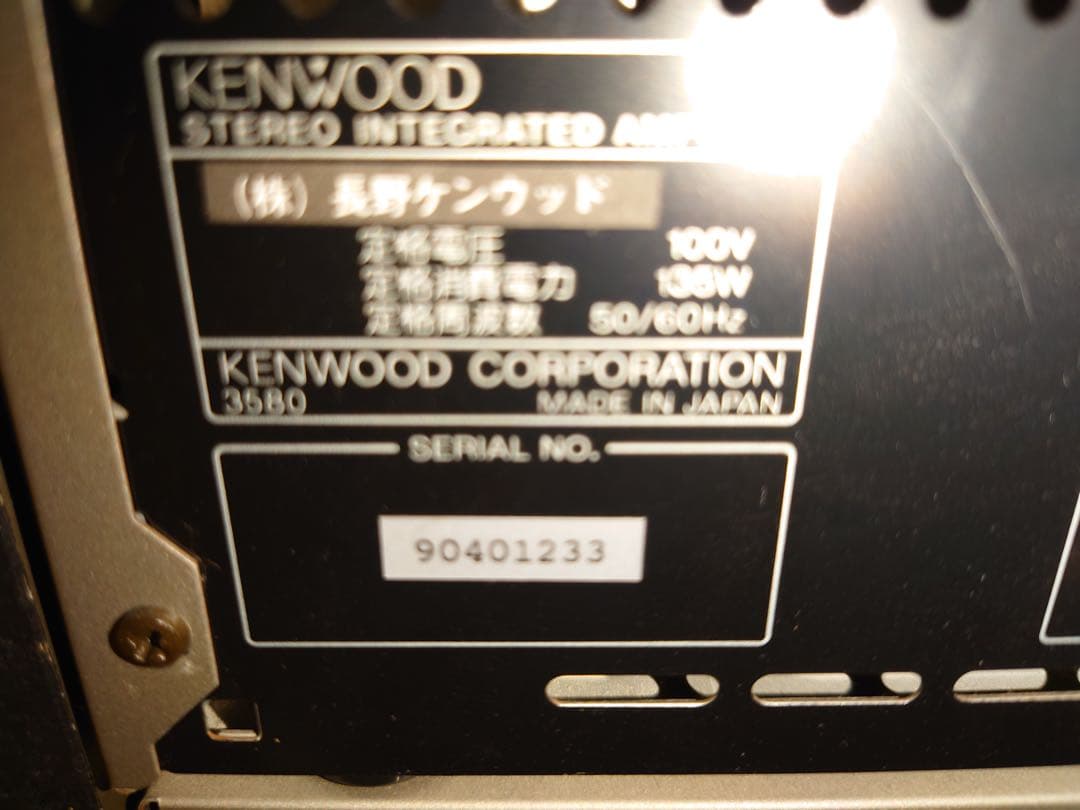 KENWOOD
STEREO INTEGRATED
(株) 長野ケンウッド
定格電圧 100V
定格消費電力 135W
定格周波数 50/60Hz
KENWOOD CORPORATION
3580 MADE IN JAPAN
SERIAL NO.
90401233